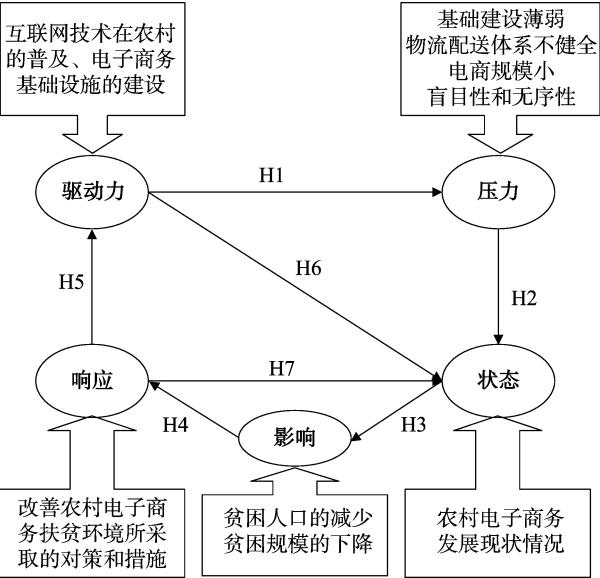 互联网技术在农村
的普及、电子商务
基础设施的建设
基础建设薄弱
物流配送体系不健全
电商规模小
盲目性和无序性
驱动力
H1
压力
H6
H5
H2
响应
H7
状态
H4
影响
H3
改善农村电子商
务扶贫环境所采
取的对策和措施
贫困人口的减少
贫困规模的下降
农村电子商务
发展现状情况